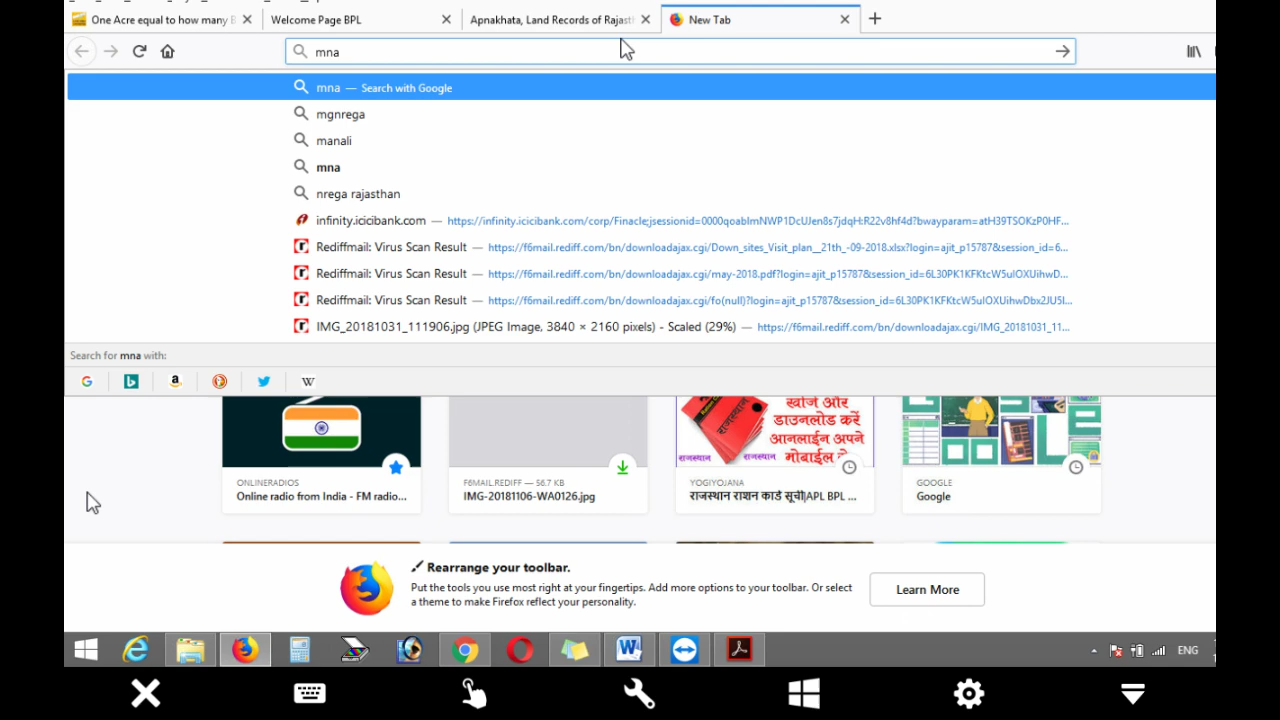 One Acre equal to how many B
Welcome Page BPL
Apnakhata, Land Records of Rajast
New Tab
mna
mna — Search with Google
mgnrega
manali
mna
nrega rajasthan
infinity.icicibank.com — https://infinity.icicibank.com/corp/Finacle;jsessionid=0000qoablmNWP1DcUJen8s7jdqH:R22v8hf4d?bwayparam=atH39TSOKzP0HF...
Rediffmail: Virus Scan Result — https://f6mail.rediff.com/bn/downloadajax.cgi/Down_sites_Visit_plan__21th_-09-2018.xlsx?login=ajit_p15787&session_id=6...
Rediffmail: Virus Scan Result — https://f6mail.rediff.com/bn/downloadajax.cgi/may-2018.pdf?login=ajit_p15787&session_id=6L30PK1KFKtcW5ulOXUihwD...
Rediffmail: Virus Scan Result — https://f6mail.rediff.com/bn/downloadajax.cgi/fo(null)?login=ajit_p15787&session_id=6L30PK1KFKtcW5ulOXUihwDbx2JU5l...
IMG_20181031_111906.jpg (JPEG Image, 3840 × 2160 pixels) - Scaled (29%) — https://f6mail.rediff.com/bn/downloadajax.cgi/IMG_20181031_11...
Search for mna with:
खोजे और
डाउनलोड करें
आनलाईन अपने
राजस्थान
राजस्थान
राजस्थान
मोबाईल
ONLINERADIOS
Online radio from India - FM radio...
F6MAIL.REDIFF — 56.7 KB
IMG-20181106-WA0126.jpg
YOGIYOJANA
राजस्थान राशन कार्ड सूची|APL BPL ...
GOOGLE
Google
Rearrange your toolbar.
Put the tools you use most right at your fingertips. Add more options to your toolbar. Or select
a theme to make Firefox reflect your personality.
Learn More
ENG